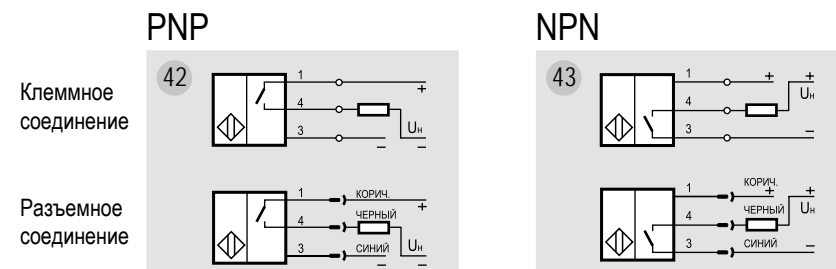 PNP
NPN
Клеммное
соединение
42
1
+
4
Uн
3
–
–
43
1
+
+
Uн
4
3
–
Разъемное
соединение
1
КОРИЧ.
+
4
ЧЕРНЫЙ
Uн
3
СИНИЙ
–
–
1
КОРИЧ.
+
+
Uн
4
ЧЕРНЫЙ
3
СИНИЙ
–